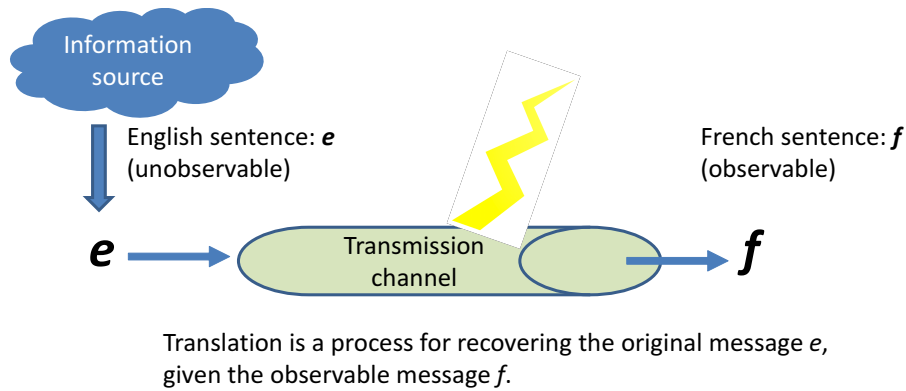 Information
source
English sentence: e
(unobservable)
French sentence: f
(observable)
e
Transmission
channel
f
Translation is a process for recovering the original message e,
given the observable message f.